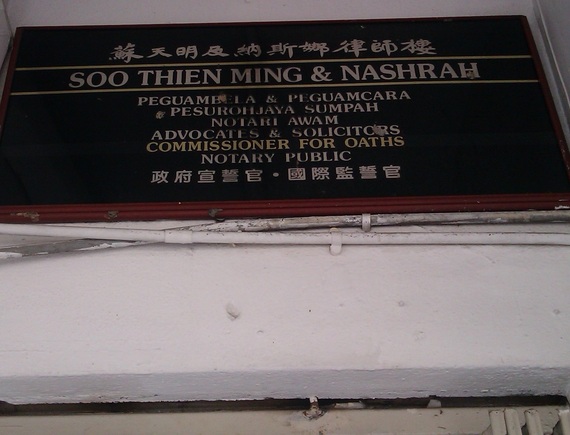 蘇天明及納斯娜律師樓
SOO THIEN MING & NASHRAH
PEGUAMBELA & PEGUAMCARA
PESUROHJAYA SUMPAH
NOTARI AWAM
ADVOCATES & SOLICITORS
COMMISSIONER FOR OATHS
NOTARY PUBLIC
政府宣誓官・國際監誓官